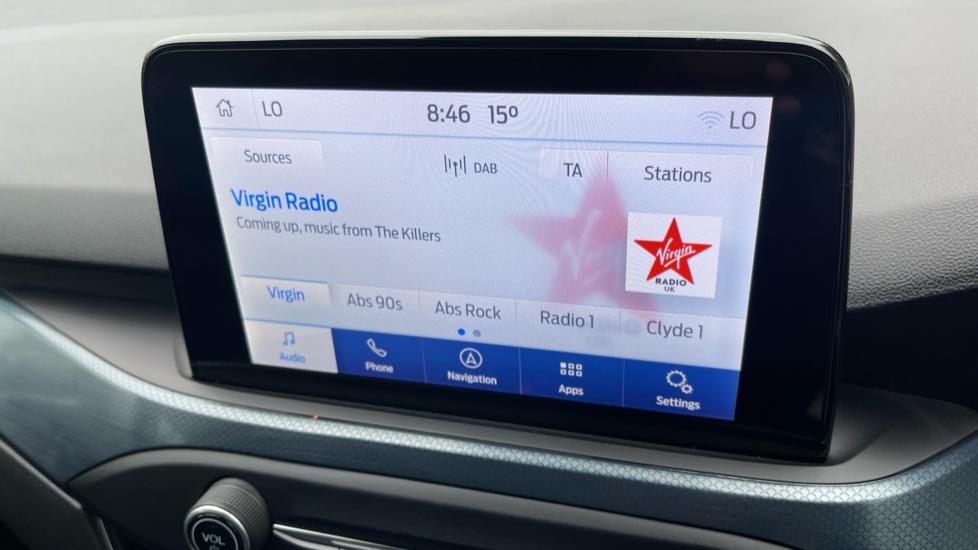 LO 8:46 15º LO
Sources DAB TA Stations
Virgin Radio
Coming up, music from The Killers
Virgin
RADIO
UK
Virgin Abs 90s Abs Rock Radio 1 Clyde 1
Audio Phone Navigation Apps Settings
VOL